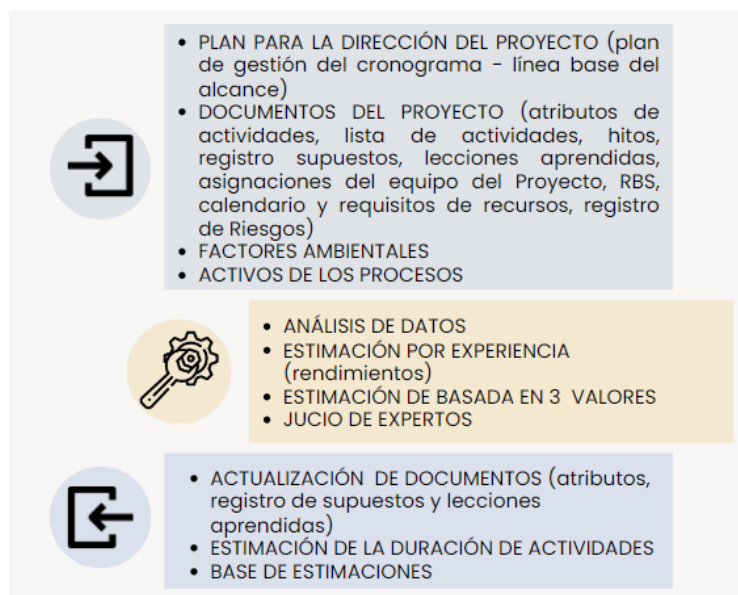 • PLAN PARA LA DIRECCIÓN DEL PROYECTO (plan
de gestión del cronograma - línea base del
alcance)
• DOCUMENTOS DEL PROYECTO (atributos de
actividades, lista de actividades, hitos,
registro supuestos, lecciones aprendidas,
asignaciones del equipo del Proyecto, RBS,
calendario y requisitos de recursos, registro
de Riesgos)
• FACTORES AMBIENTALES
• ACTIVOS DE LOS PROCESOS
• ANÁLISIS DE DATOS
• ESTIMACIÓN POR EXPERIENCIA
(rendimientos)
• ESTIMACIÓN DE BASADA EN 3 VALORES
• JUCIO DE EXPERTOS
• ACTUALIZACIÓN DE DOCUMENTOS (atributos,
registro de supuestos y lecciones
aprendidas)
• ESTIMACIÓN DE LA DURACIÓN DE ACTIVIDADES
• BASE DE ESTIMACIONES